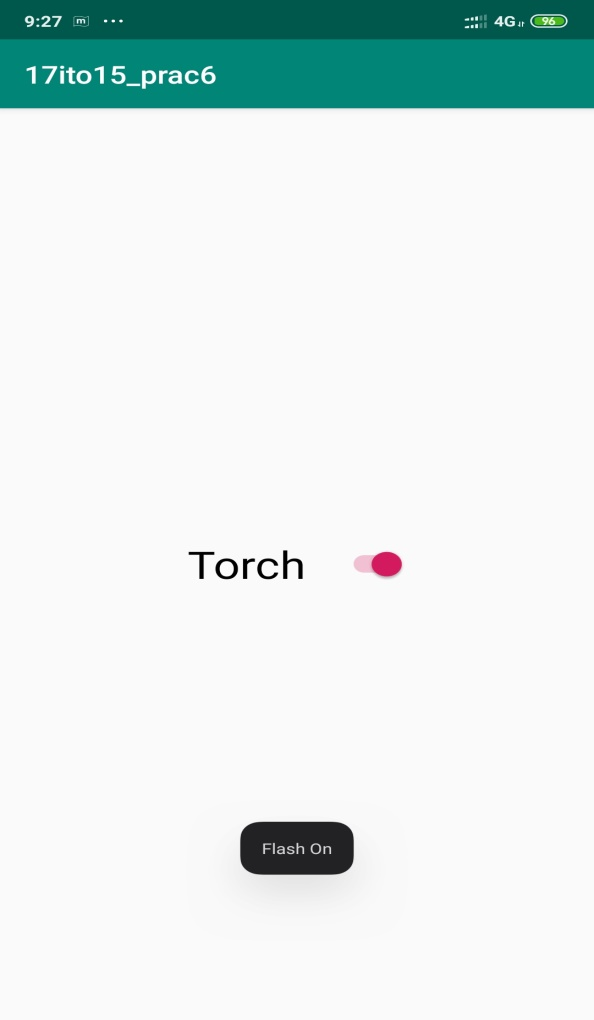 9:27 m ...
4G 96
17ito15_prac6
Torch
Flash On